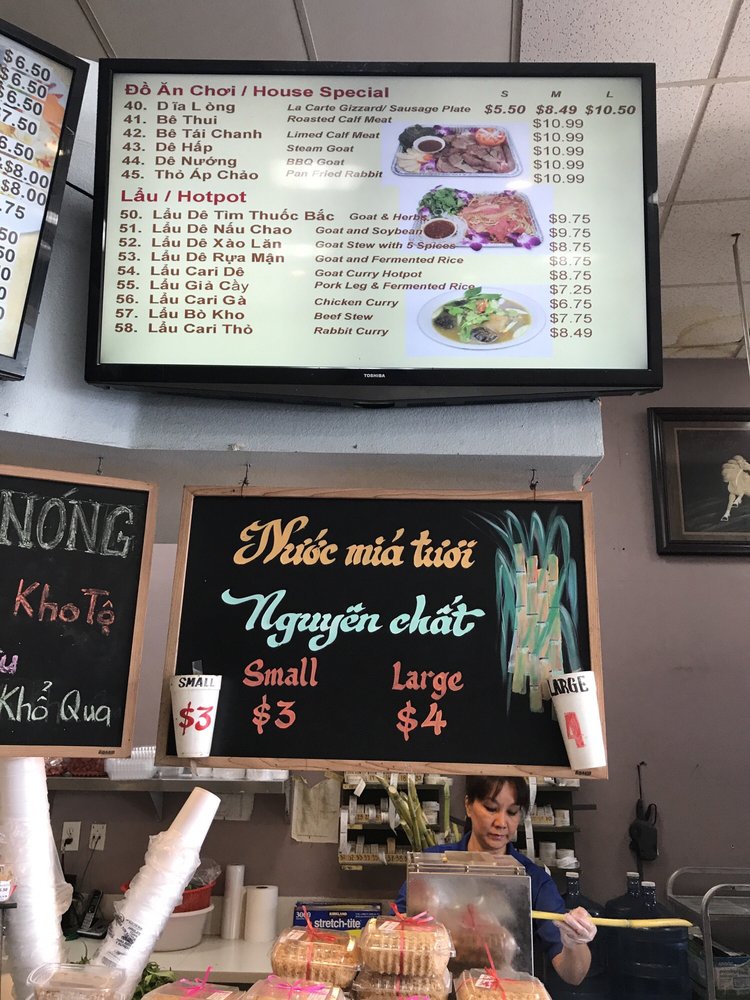 $6.50
$6.50
$6.50
$7.50
$8.00
$8.00
Đồ Ăn Chơi / House Special S M L
40. Dĩa Lòng La Carte Gizzard/ Sausage Plate $5.50 $8.49 $10.50
41. Bê Thui Roasted Calf Meat $10.99
42. Bê Tái Chanh Limed Calf Meat $10.99
43. Dê Hấp Steam Goat $10.99
44. Dê Nướng BBQ Goat $10.99
45. Thỏ Áp Chảo Pan Fried Rabbit $10.99
Lẩu / Hotpot
50. Lẩu Dê Tìm Thuốc Bắc Goat & Herbs $9.75
51. Lẩu Dê Nấu Chao Goat and Soybean $9.75
52. Lẩu Dê Xào Lăn Goat Stew with 5 Spices $8.75
53. Lẩu Dê Rựa Mận Goat and Fermented Rice $8.75
54. Lẩu Cari Dê Goat Curry Hotpot $8.75
55. Lẩu Giả Cầy Pork Leg & Fermented Rice $7.25
56. Lẩu Cari Gà Chicken Curry $6.75
57. Lẩu Bò Kho Beef Stew $7.75
58. Lẩu Cari Thỏ Rabbit Curry $8.49
TOSHIBA
NÓNG
Kho Tộ
Khổ Qua
Nước miá tươi
Nguyên chất
Small Large
$3 $4
SMALL
$3
LARGE
4
KIRKLAND
stretch-tite